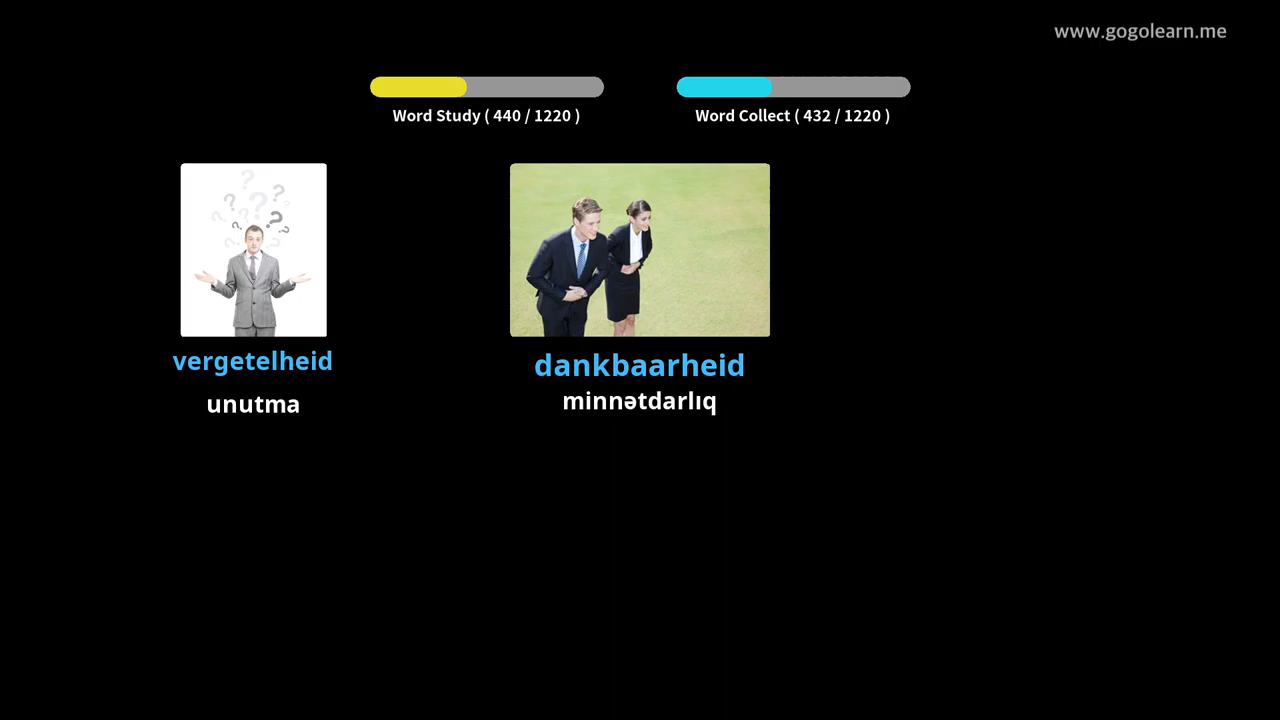 www.gogolearn.me
Word Study ( 440 / 1220 )
Word Collect ( 432 / 1220 )
vergetelheid
unutma
dankbaarheid
minnətdarlıq